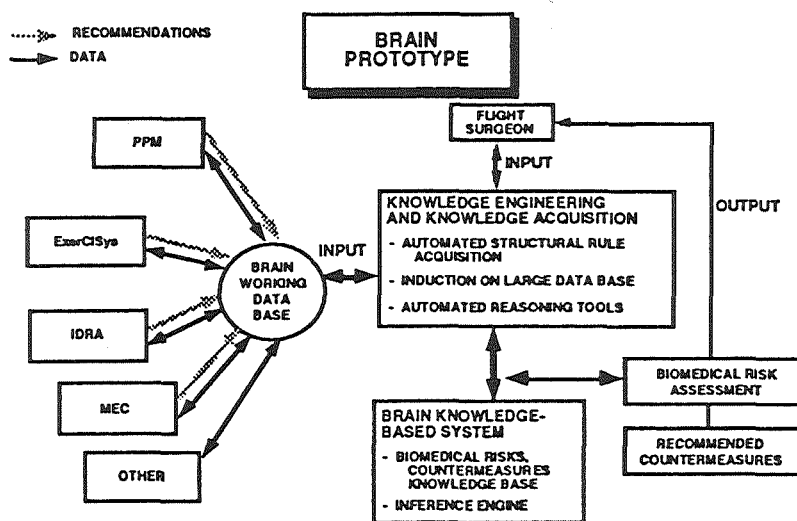 RECOMMENDATIONS
DATA
BRAIN
PROTOTYPE
FLIGHT
SURGEON
INPUT
OUTPUT
PPM
ExerCISys
IDRA
MEC
OTHER
BRAIN
WORKING
DATA
BASE
INPUT
KNOWLEDGE ENGINEERING
AND KNOWLEDGE ACQUISITION
- AUTOMATED STRUCTURAL RULE
ACQUISITION
- INDUCTION ON LARGE DATA BASE
- AUTOMATED REASONING TOOLS
BRAIN KNOWLEDGE-
BASED SYSTEM
- BIOMEDICAL RISKS,
COUNTERMEASURES
KNOWLEDGE BASE
- INFERENCE ENGINE
BIOMEDICAL RISK
ASSESSMENT
RECOMMENDED
COUNTERMEASURES